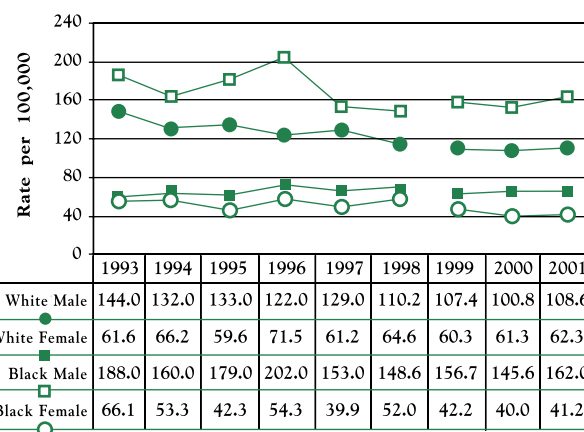 240
200
160
120
80
40
0
Rate per 100,000
1993 1994 1995 1996 1997 1998 1999 2000 2001
White Male 144.0 132.0 133.0 122.0 129.0 110.2 107.4 100.8 108.6
White Female 61.6 66.2 59.6 71.5 61.2 64.6 60.3 61.3 62.3
Black Male 188.0 160.0 179.0 202.0 153.0 148.6 156.7 145.6 162.0
Black Female 66.1 53.3 42.3 54.3 39.9 52.0 42.2 40.0 41.2